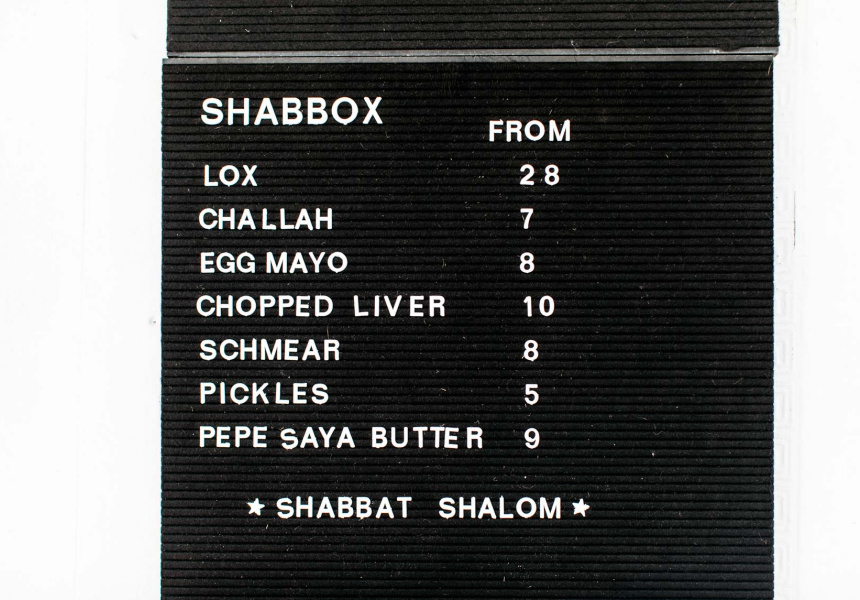 SHABBOX
FROM
LOX 28
CHALLAH 7
EGG MAYO 8
CHOPPED LIVER 10
SCHMEAR 8
PICKLES 5
PEPE SAYA BUTTER 9
★ SHABBAT SHALOM ★